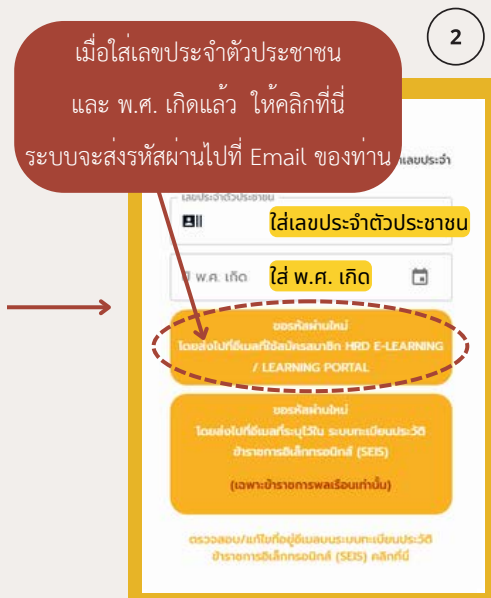 2
เมื่อใส่เลขประจำตัวประชาชน
และ พ.ศ. เกิดแล้ว ให้คลิกที่นี่
ระบบจะส่งรหัสผ่านไปที่ Email ของท่าน
เลขประจำ
เลขประจำตัวประชาชน
ใส่เลขประจำตัวประชาชน
ปี พ.ศ. เกิด
ใส่ พ.ศ. เกิด
ขอรหัสผ่านใหม่
โดยส่งไปที่อีเมลที่ใช้สมัครสมาชิก HRD E-LEARNING
/ LEARNING PORTAL
ขอรหัสผ่านใหม่
โดยส่งไปที่อีเมลที่ระบุไว้ใน ระบบทะเบียนประวัติ
ข้าราชการอิเล็กทรอนิกส์ (SEIS)
(เฉพาะข้าราชการพลเรือนเท่านั้น)
ตรวจสอบ/แก้ไขที่อยู่อีเมลบนระบบทะเบียนประวัติ
ข้าราชการอิเล็กทรอนิกส์ (SEIS) คลิกที่นี่